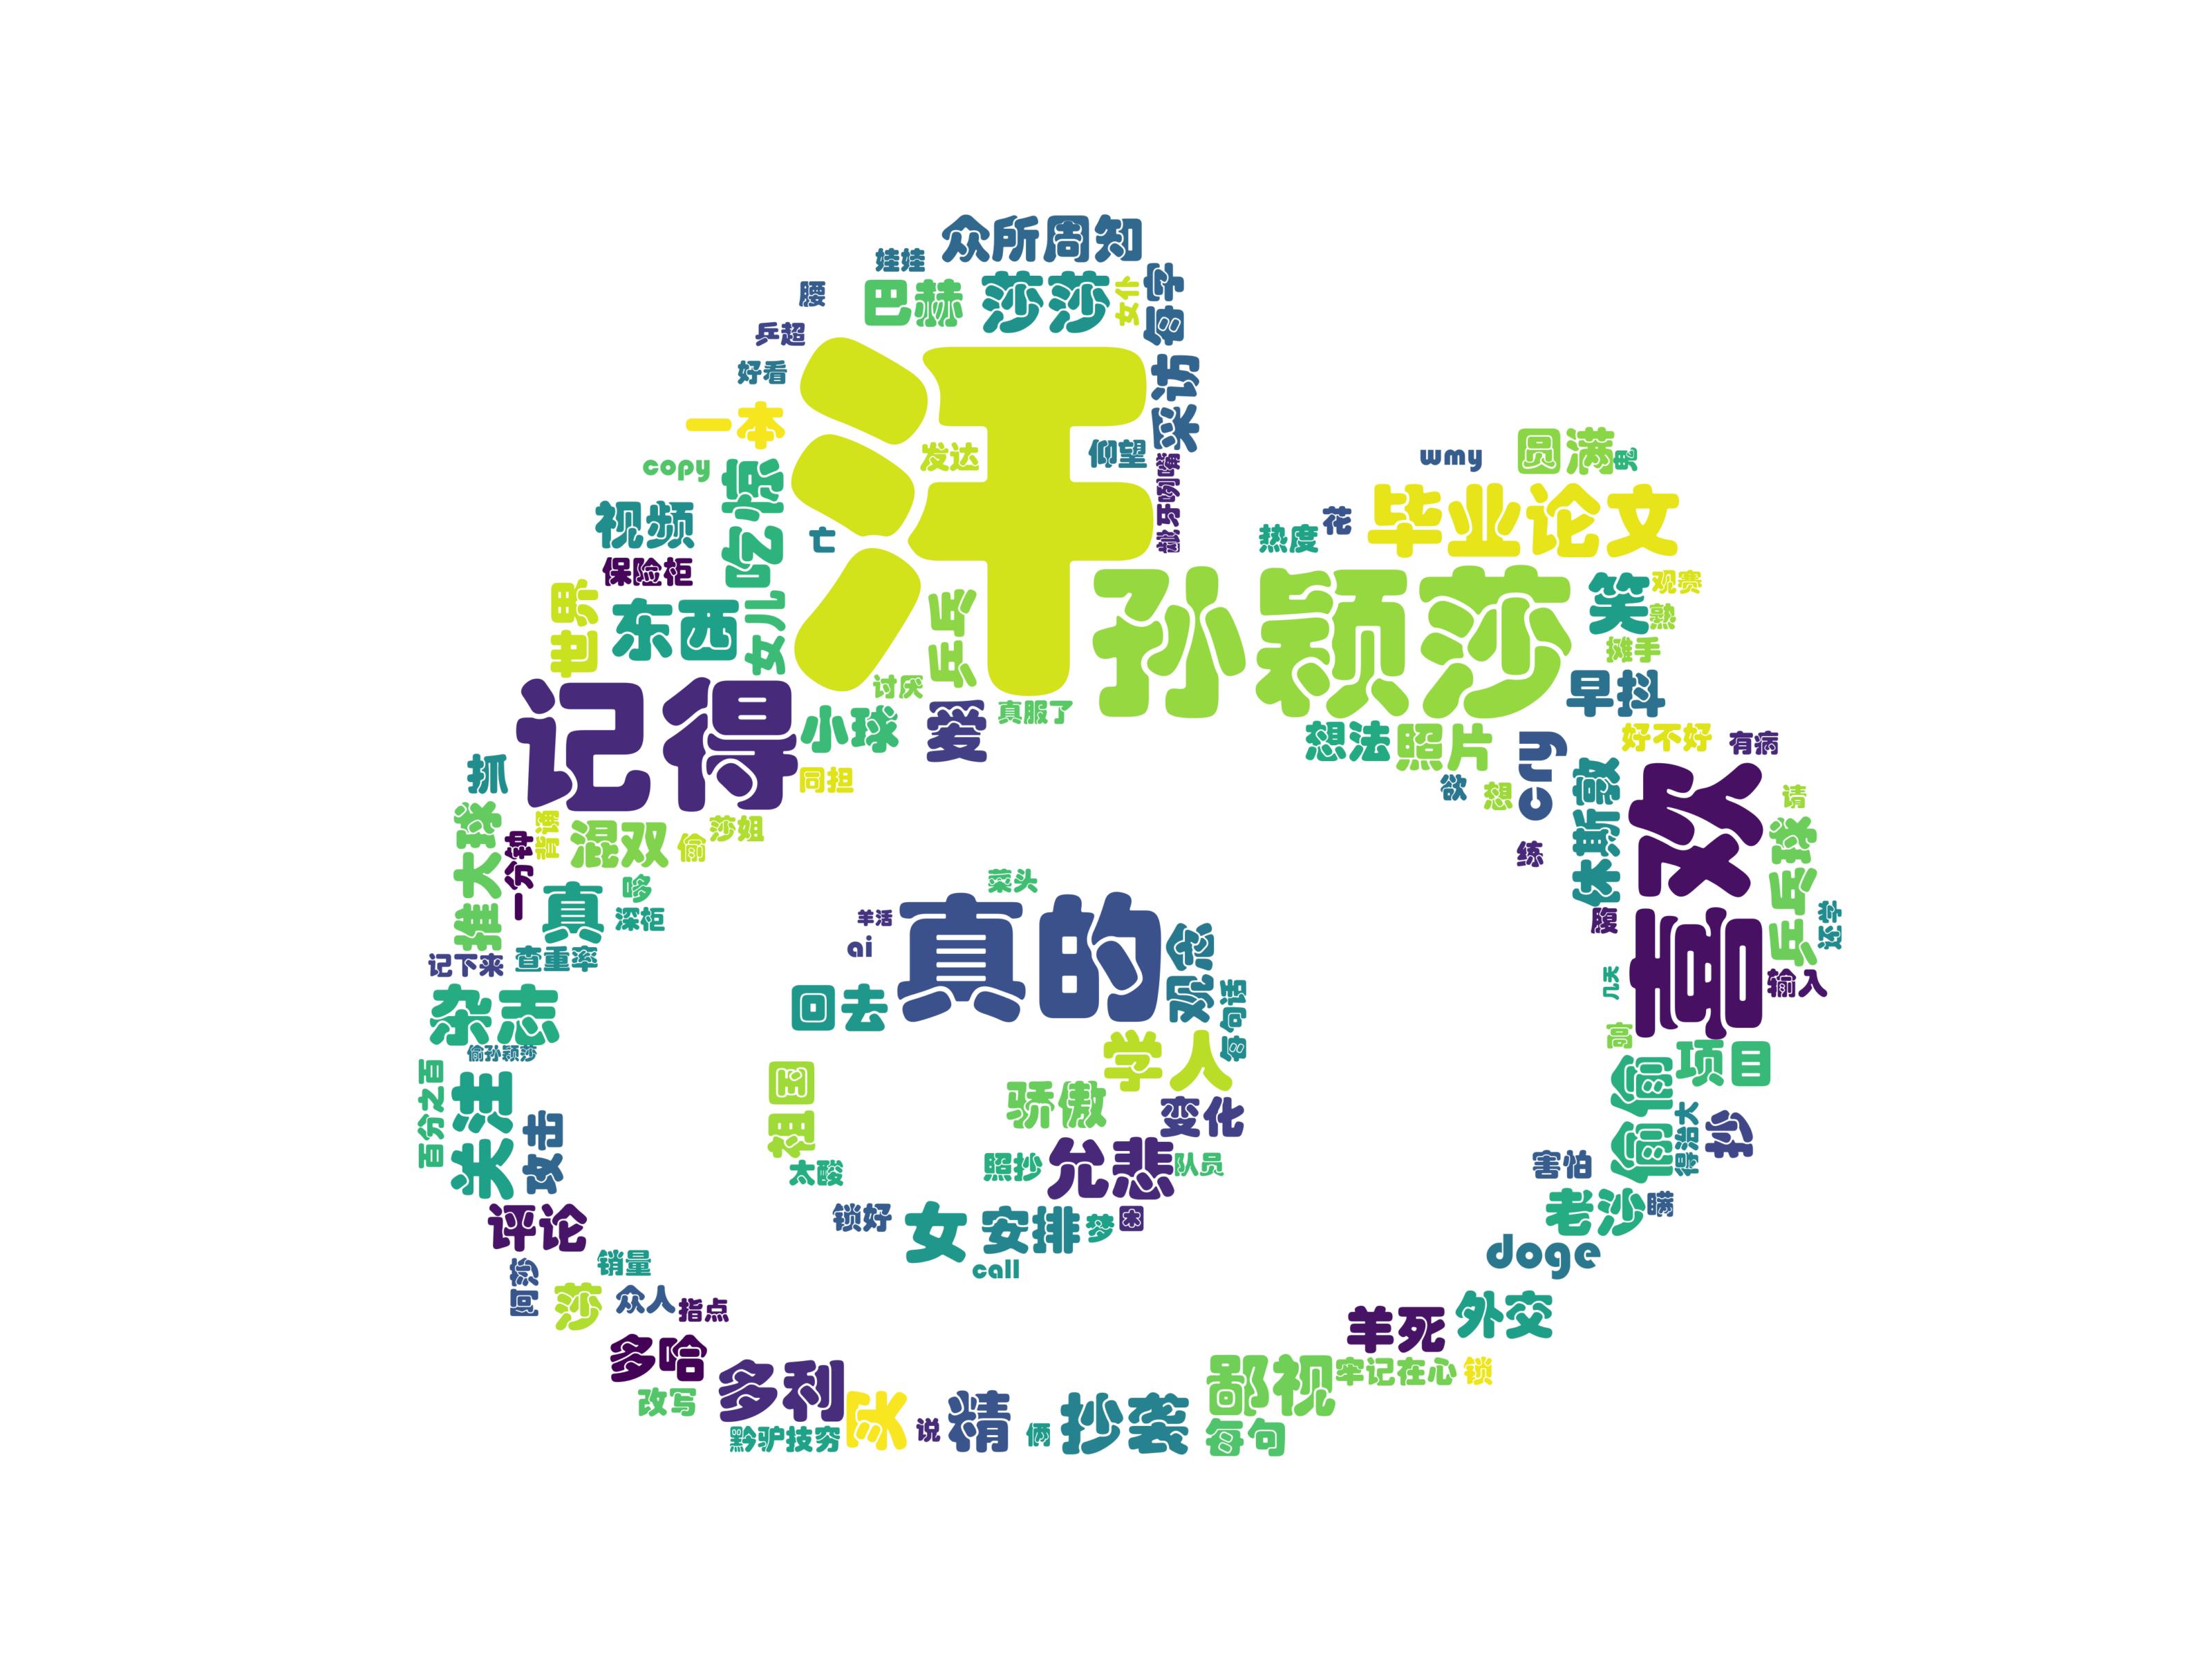 众所周知
娃娃
巴赫
莎莎
女仆
每字
腰
乒超
好看
采访
一本
汗
发达
仰望
龇牙咧嘴
copy
吃惊
wmy
圆满
鬼
视频
亡
热度
花
毕业论文
保险柜
世界
东西
女儿
乒乓
孙颖莎
笑
观赛
熟
摊手
讨厌
记得
小球
爱
真服了
早抖
想法
照片
cry
好不好
有病
抓
同担
欲
想
休斯敦
喜欢
请
推大球
一分钟
背诵
混双
偷
莎姐
练
乒乓球
真
哆
深柜
菜头
羊活
ai
真的
观念
腹
还字
记下来
查重率
几天
输入
杂志
回去
每句话
偷孙颖莎
高
学人
项目
百分之百
关注
攻击
祖国
骄傲
变化
偷偷
大
得浩
抄
太酸
照抄
允悲
队员
害怕
评论
锁好
女
安排
梦
困
老沙
瞒
call
doge
销量
阿莎
莎
众人
指点
羊死
外交
多哈
改写
多利
鄙视
牢记在心
锁
黔驴技穷
说
精
俩
抄袭
每句